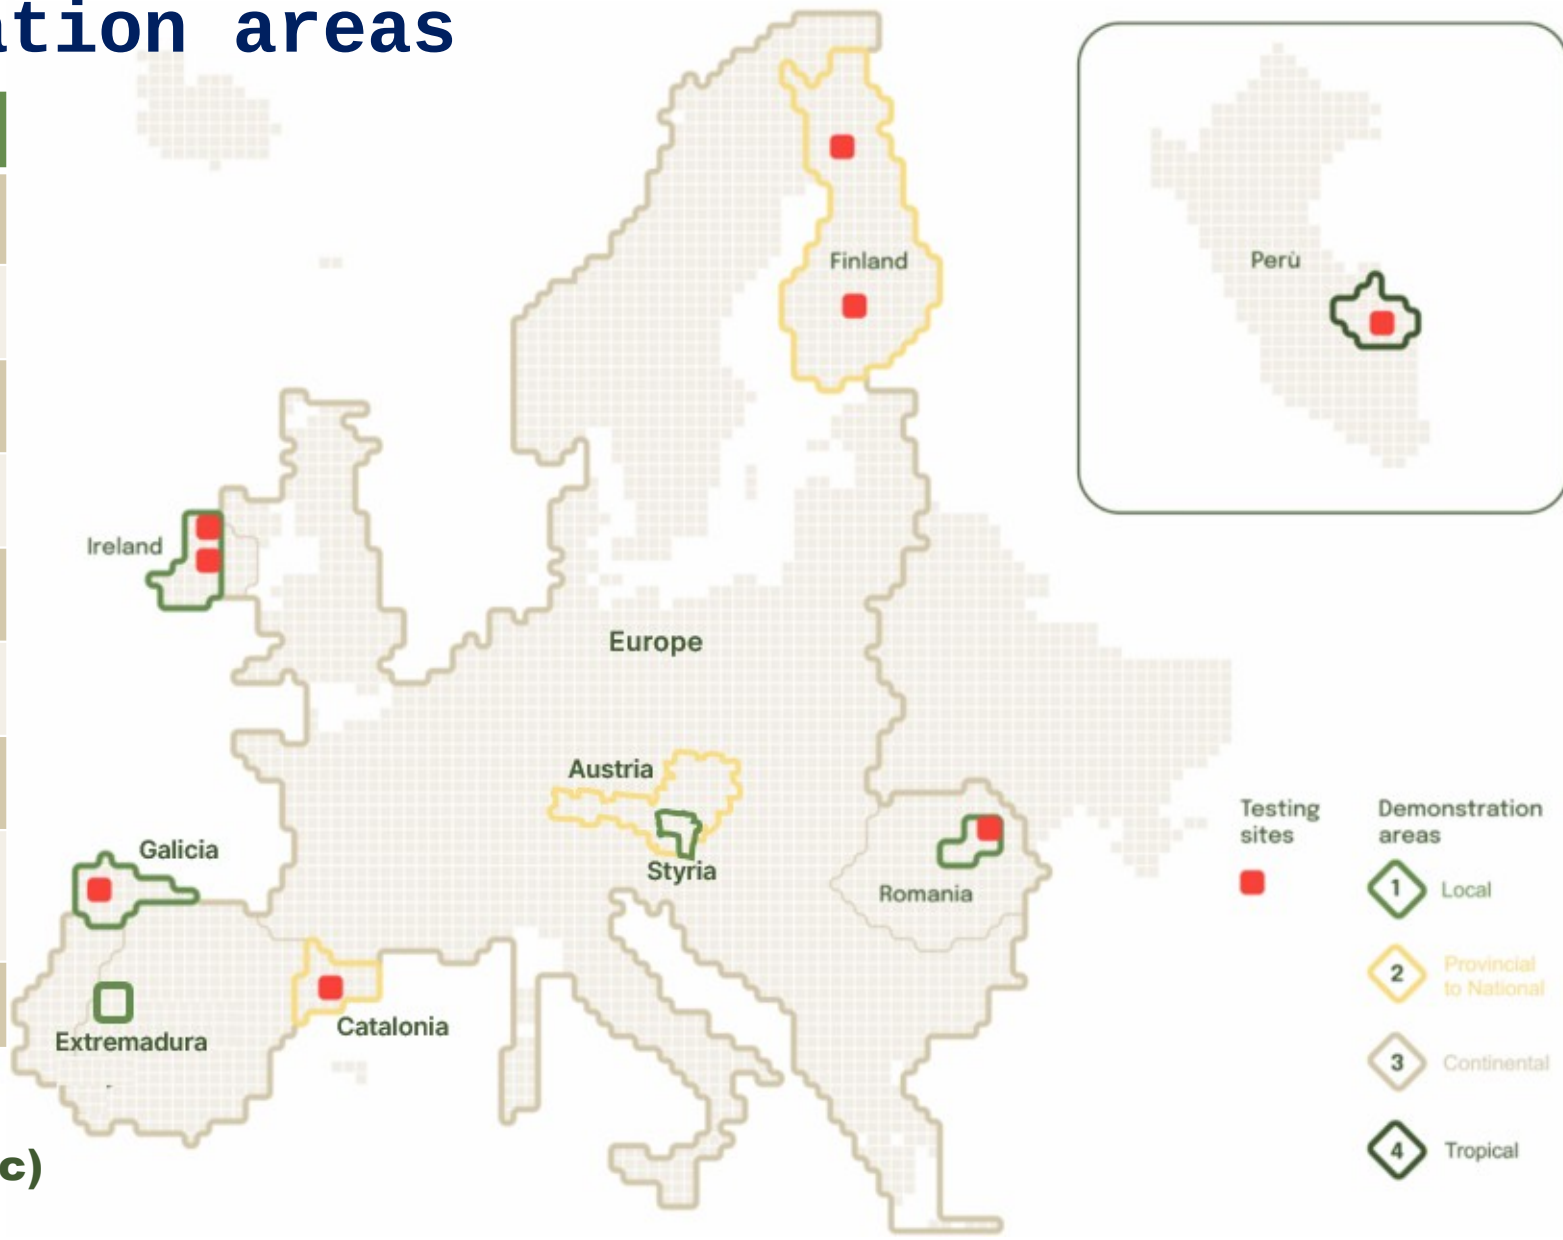 ation areas
Perù
Finland
Ireland
Europe
Austria
Testing
sites
Demonstration
areas
Galicia
Styria
Romania
1
Local
2
Provincial
to National
Catalonia
Extremadura
3
Continental
4
Tropical
c)